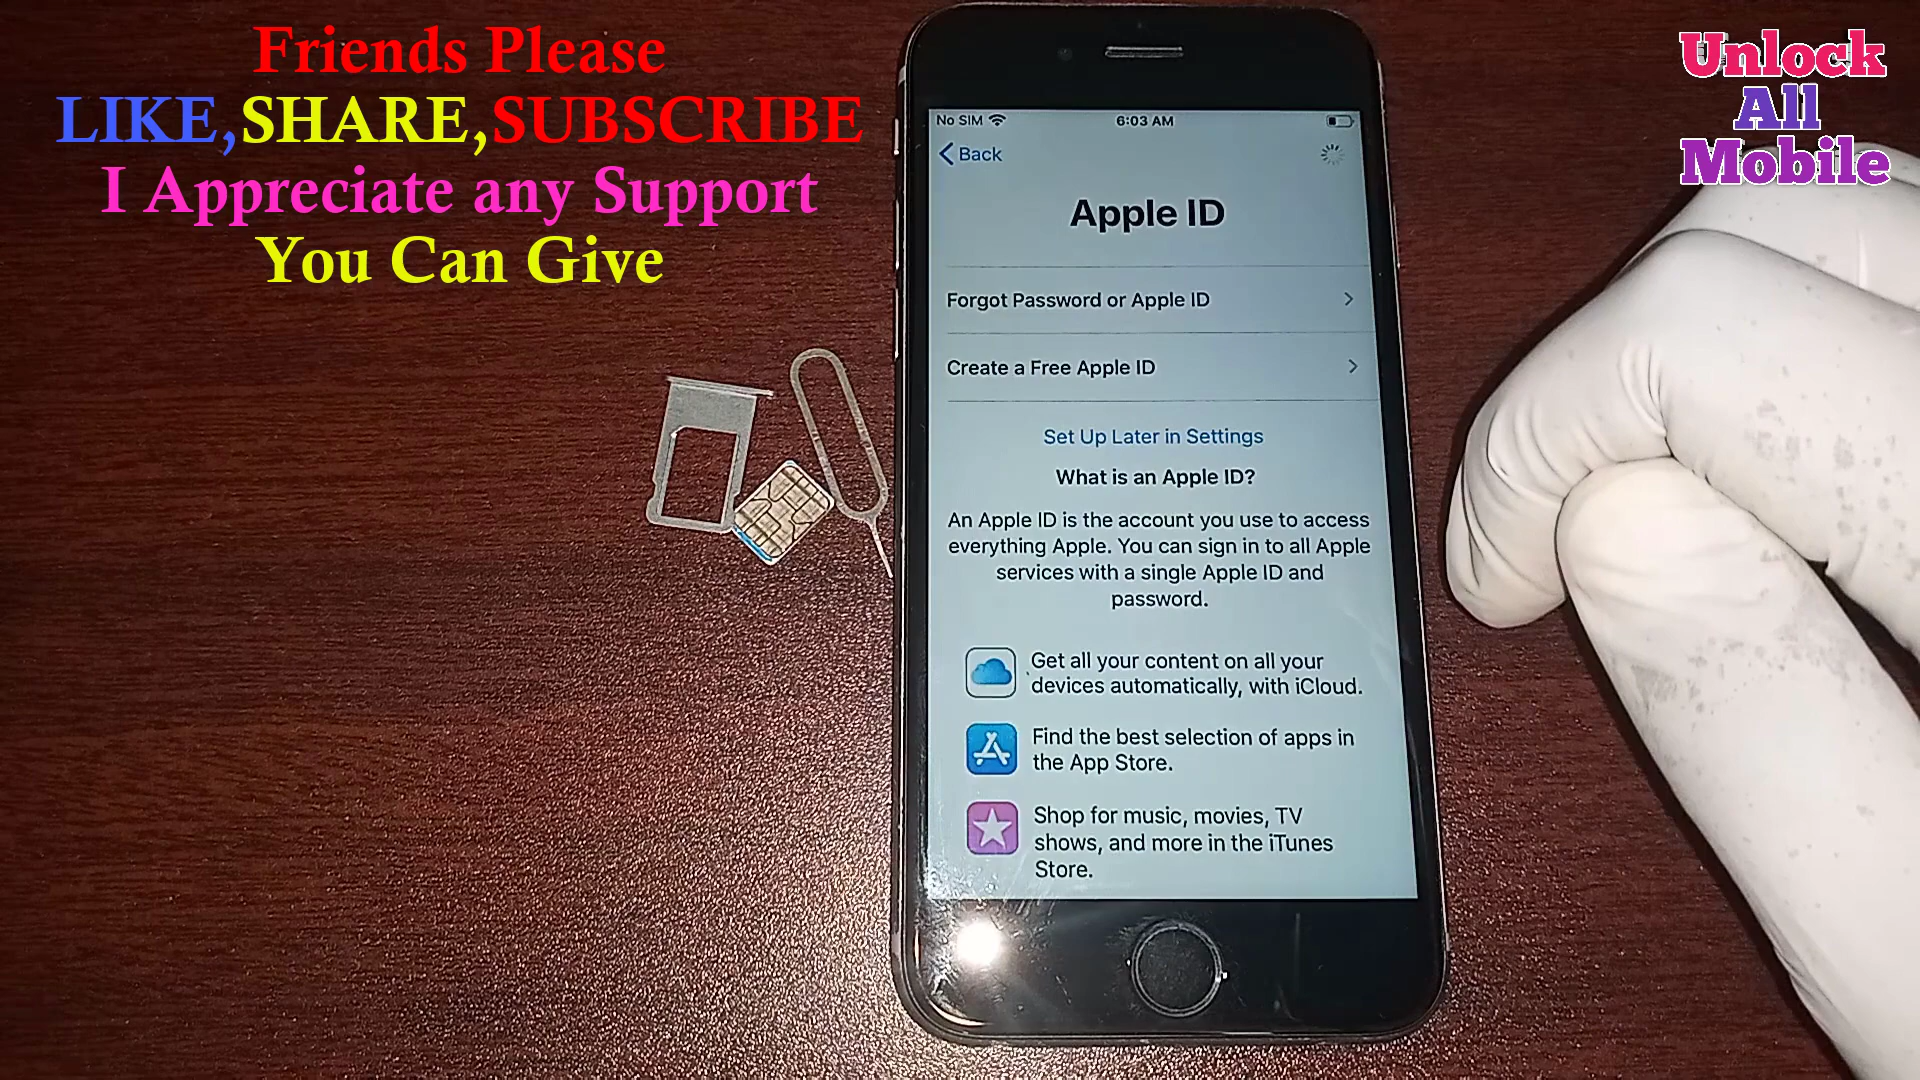 Friends Please
LIKE,SHARE,SUBSCRIBE
I Appreciate any Support
You Can Give
Unlock
All
Mobile
No SIM
6:03 AM
Back
Apple ID
Forgot Password or Apple ID
Create a Free Apple ID
Set Up Later in Settings
What is an Apple ID?
An Apple ID is the account you use to access
everything Apple. You can sign in to all Apple
services with a single Apple ID and
password.
Get all your content on all your
devices automatically, with iCloud.
Find the best selection of apps in
the App Store.
Shop for music, movies, TV
shows, and more in the iTunes
Store.